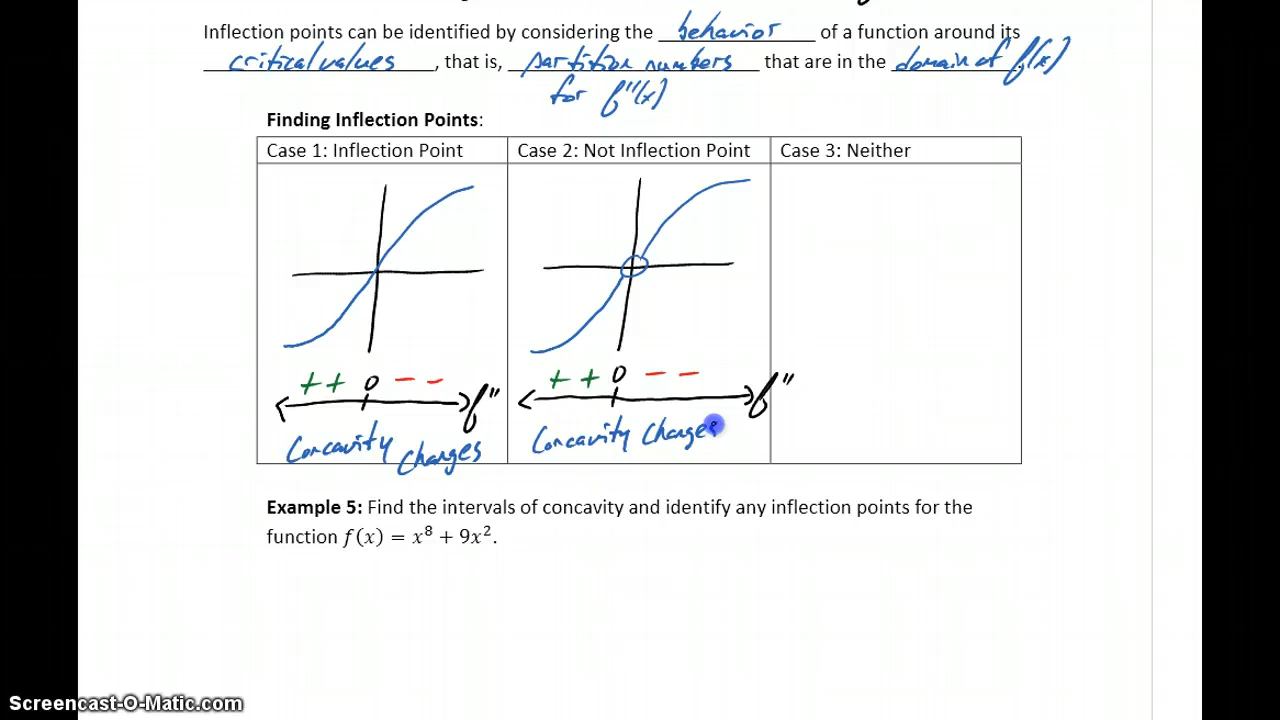 Inflection points can be identified by considering the behavior of a function around its
critical values, that is, partition numbers that are in the domain of f(x)
for f''(x)
Finding Inflection Points:
Case 1: Inflection Point Case 2: Not Inflection Point Case 3: Neither
+ + 0 − − f'' + + 0 − − f''
Concavity Changes Concavity Changes
Example 5: Find the intervals of concavity and identify any inflection points for the
function f(x) = x⁸ + 9x².
Screencast-O-Matic.com